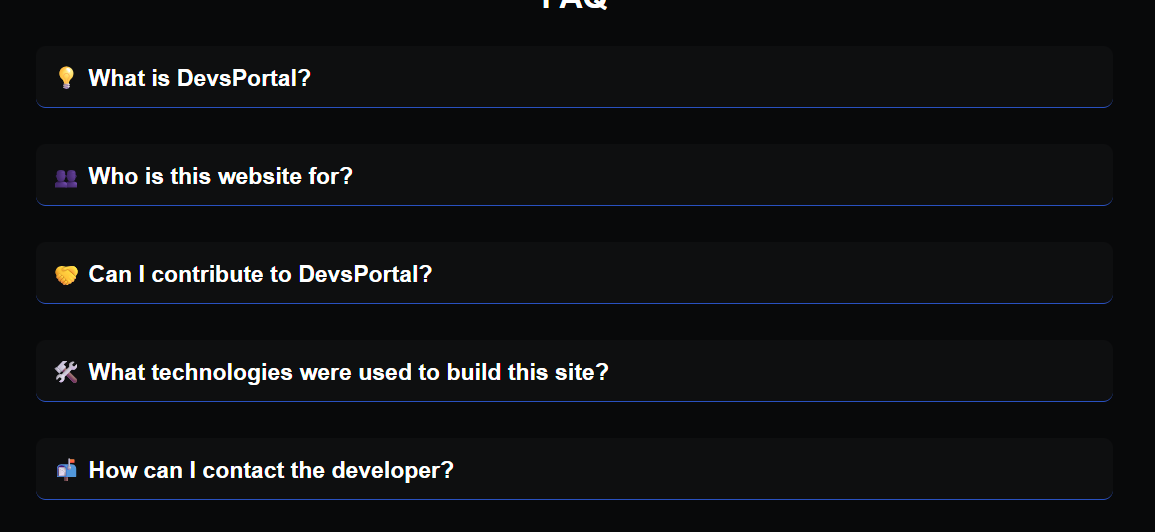 FAQ
What is DevsPortal?
Who is this website for?
Can I contribute to DevsPortal?
What technologies were used to build this site?
How can I contact the developer?